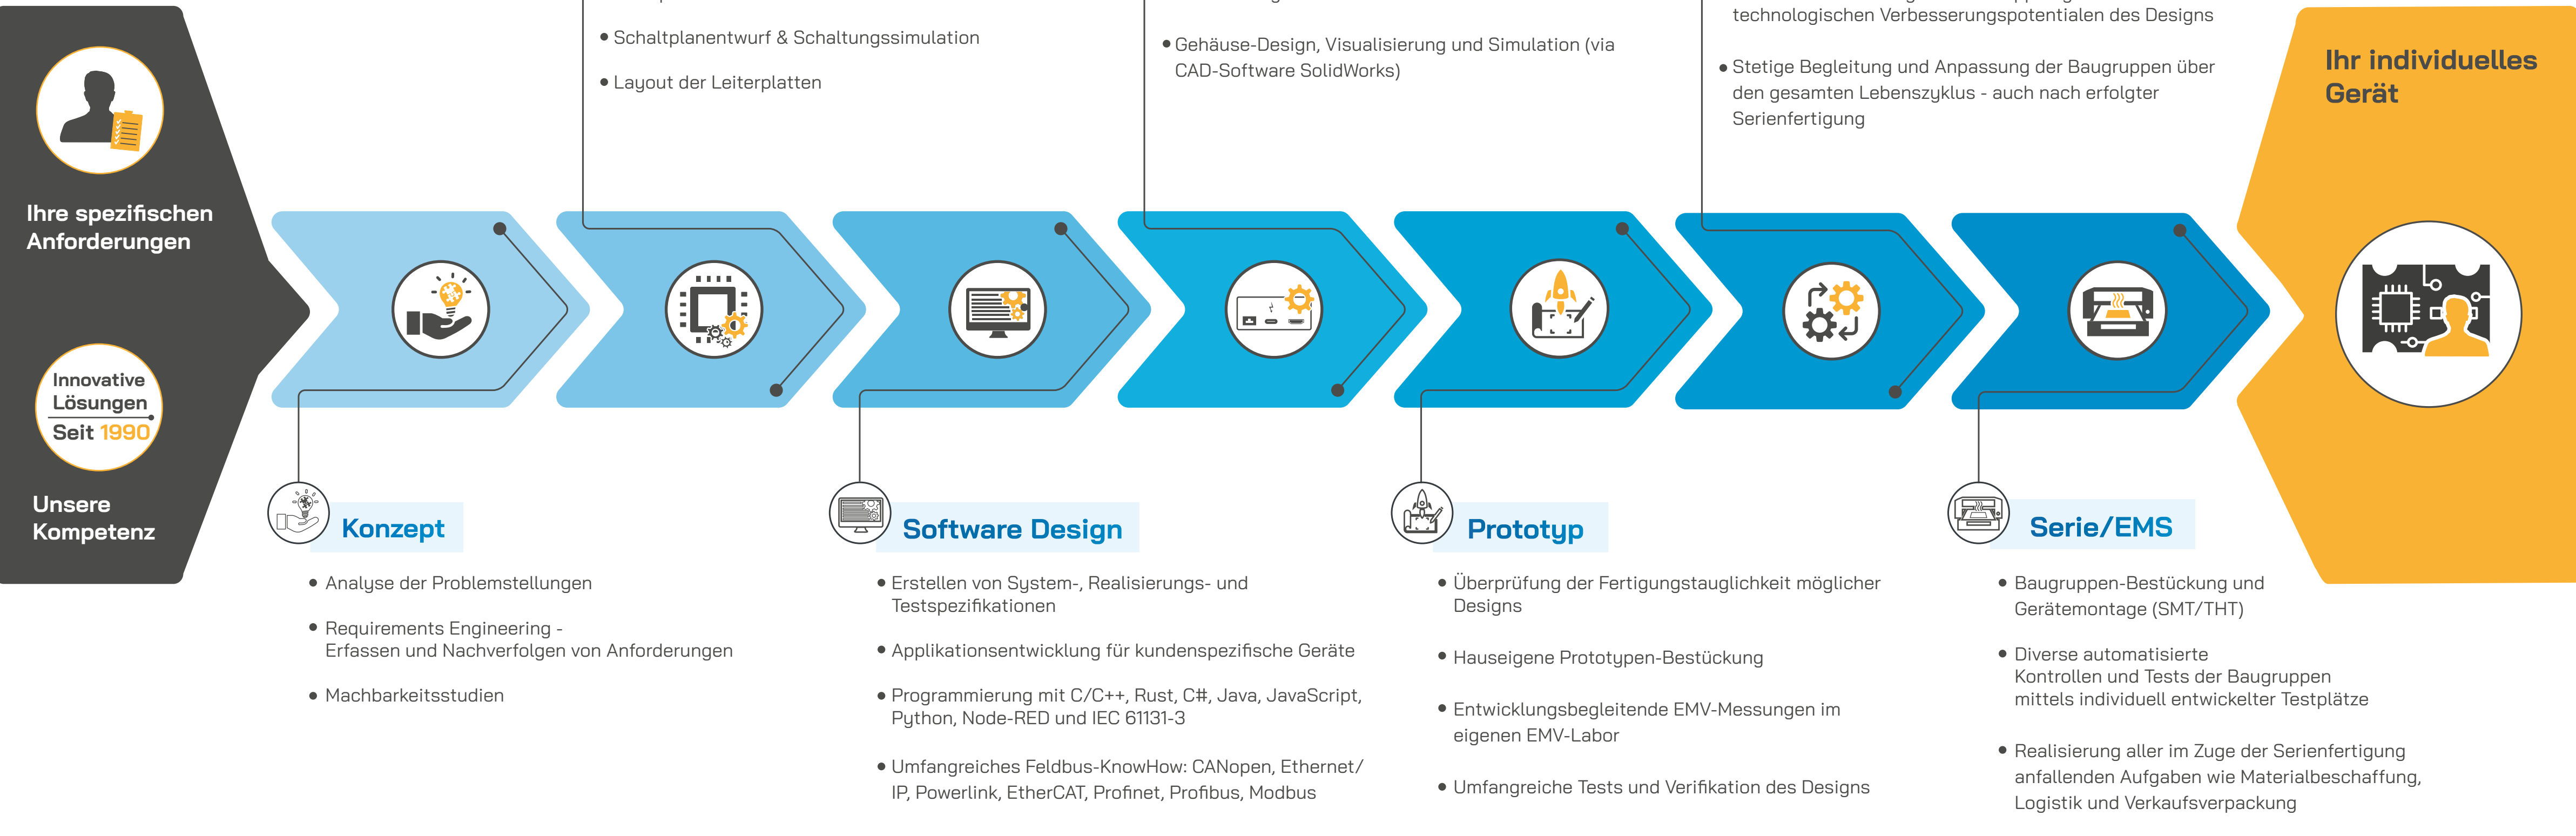 Ihre spezifischen
Anforderungen
Innovative
Lösungen
Seit 1990
Unsere
Kompetenz
• Schaltplanentwurf & Schaltungssimulation
• Layout der Leiterplatten
• Gehäuse-Design, Visualisierung und Simulation (via
CAD-Software SolidWorks)
technologischen Verbesserungspotentialen des Designs
• Stetige Begleitung und Anpassung der Baugruppen über
den gesamten Lebenszyklus - auch nach erfolgter
Serienfertigung
Ihr individuelles
Gerät
Konzept
• Analyse der Problemstellungen
• Requirements Engineering -
Erfassen und Nachverfolgen von Anforderungen
• Machbarkeitsstudien
Software Design
• Erstellen von System-, Realisierungs- und
Testspezifikationen
• Applikationsentwicklung für kundenspezifische Geräte
• Programmierung mit C/C++, Rust, C#, Java, JavaScript,
Python, Node-RED und IEC 61131-3
• Umfangreiches Feldbus-KnowHow: CANopen, Ethernet/
IP, Powerlink, EtherCAT, Profinet, Profibus, Modbus
Prototyp
• Überprüfung der Fertigungstauglichkeit möglicher
Designs
• Hauseigene Prototypen-Bestückung
• Entwicklungsbegleitende EMV-Messungen im
eigenen EMV-Labor
• Umfangreiche Tests und Verifikation des Designs
Serie/EMS
• Baugruppen-Bestückung und
Gerätemontage (SMT/THT)
• Diverse automatisierte
Kontrollen und Tests der Baugruppen
mittels individuell entwickelter Testplätze
• Realisierung aller im Zuge der Serienfertigung
anfallenden Aufgaben wie Materialbeschaffung,
Logistik und Verkaufsverpackung